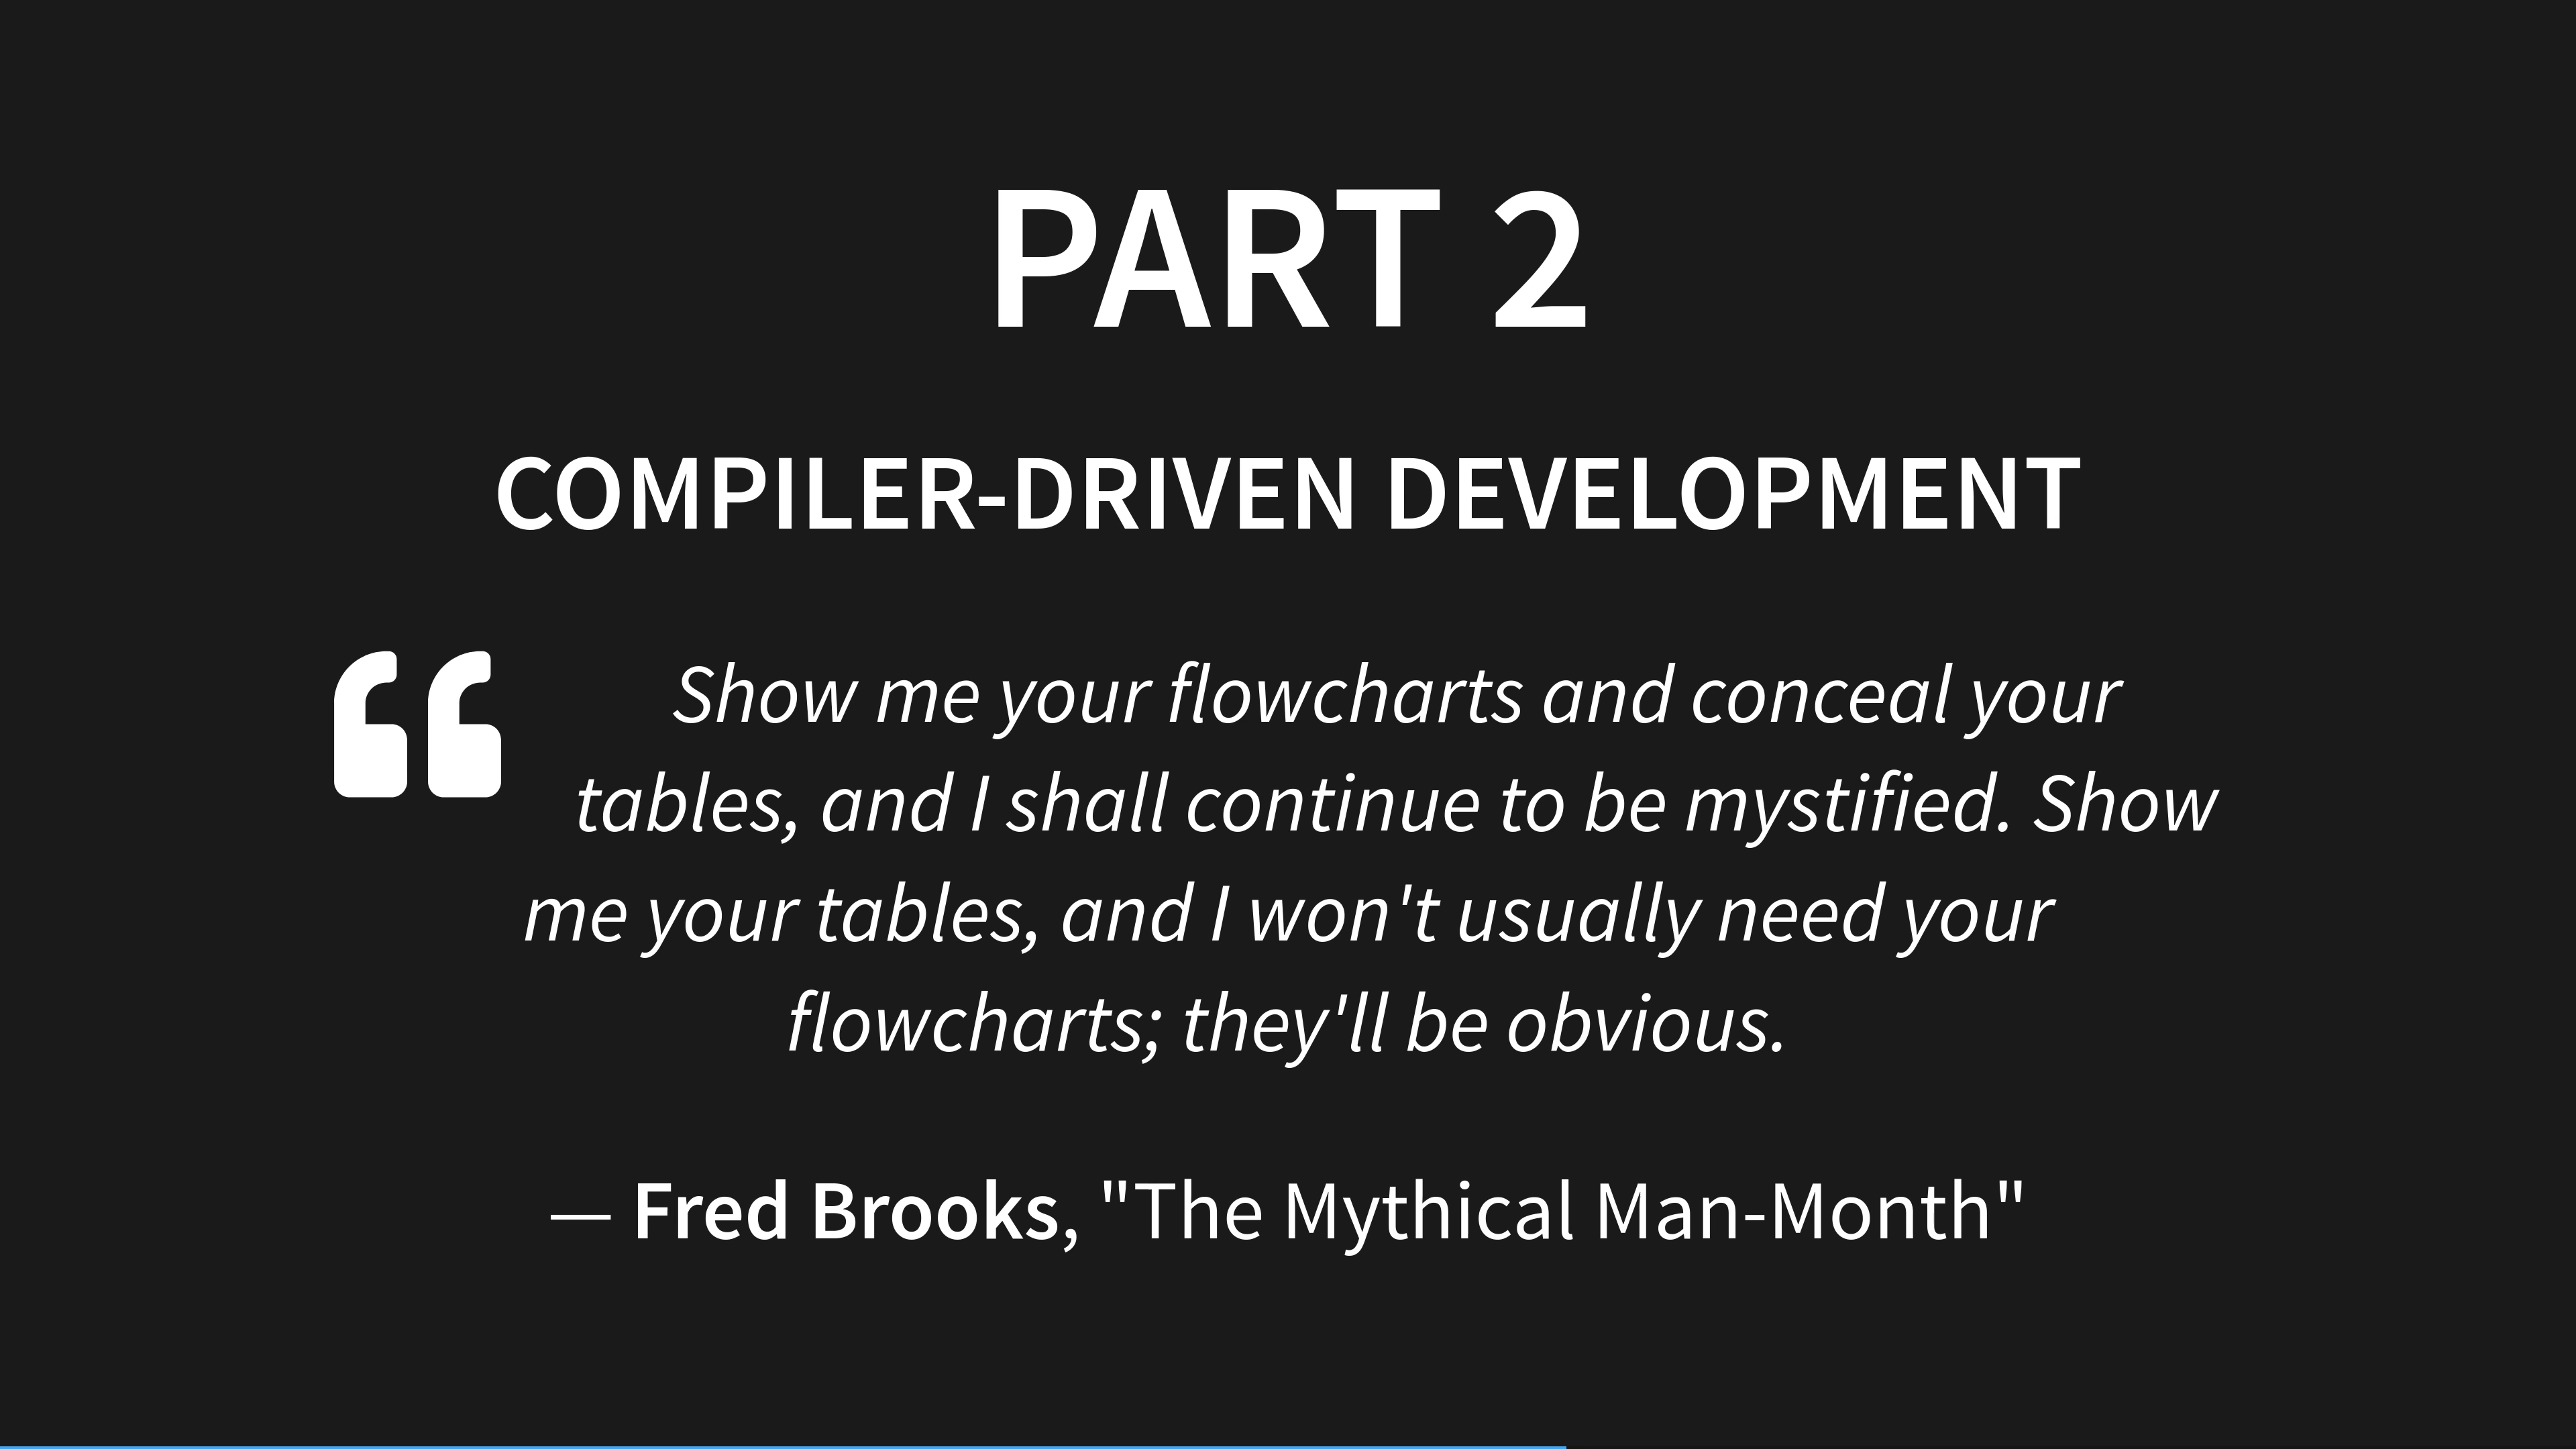 PART 2
COMPILER-DRIVEN DEVELOPMENT
“ Show me your flowcharts and conceal your
tables, and I shall continue to be mystified. Show
me your tables, and I won't usually need your
flowcharts; they'll be obvious.
— Fred Brooks, "The Mythical Man-Month"